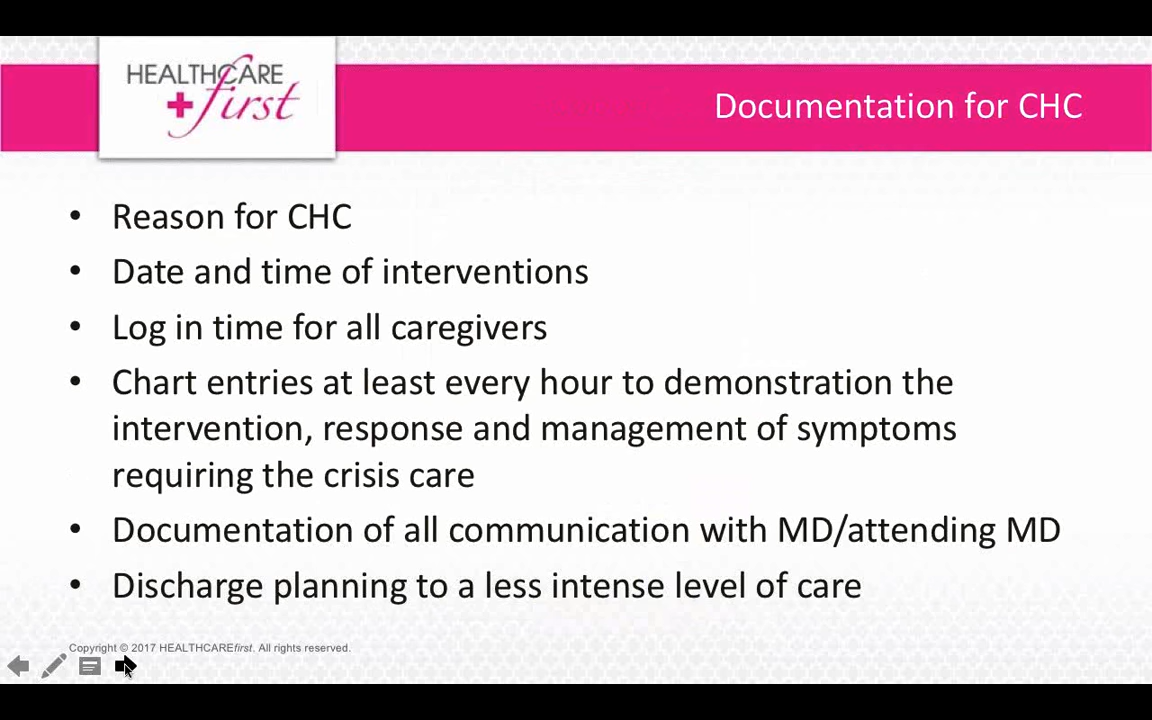 HEALTHCARE
first
Documentation for CHC
• Reason for CHC
• Date and time of interventions
• Log in time for all caregivers
• Chart entries at least every hour to demonstration the
intervention, response and management of symptoms
requiring the crisis care
• Documentation of all communication with MD/attending MD
• Discharge planning to a less intense level of care
Copyright © 2017 HEALTHCAREfirst. All rights reserved.